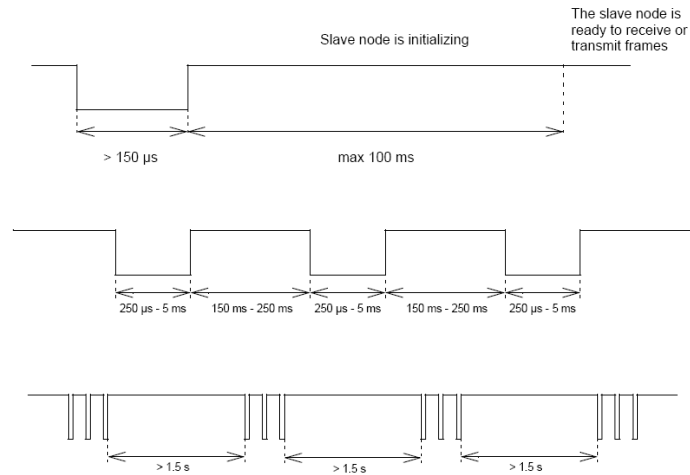 The slave node is
ready to receive or
transmit frames
Slave node is initializing
> 150 µs
max 100 ms
250 µs - 5 ms
150 ms - 250 ms
250 µs - 5 ms
150 ms - 250 ms
250 µs - 5 ms
> 1.5 s
> 1.5 s
> 1.5 s